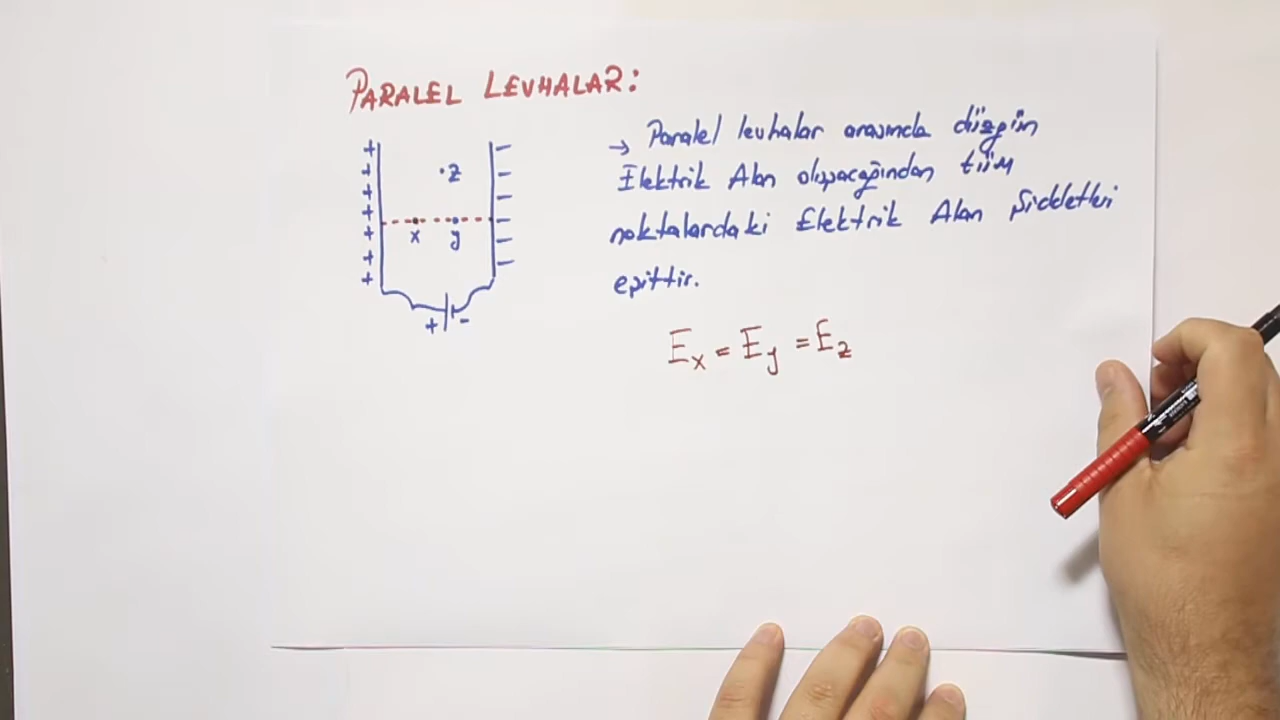 PARALEL LEVHALAR:
→ Paralel levhalar arasında düzgün
Elektrik Alan oluşacağından tüm
noktalardaki Elektrik Alan Şiddetleri
eşittir.
Ex = Ey = Ez
+ −
+ • z −
+ −
+ −
+ x y −
+ −
+
+ −